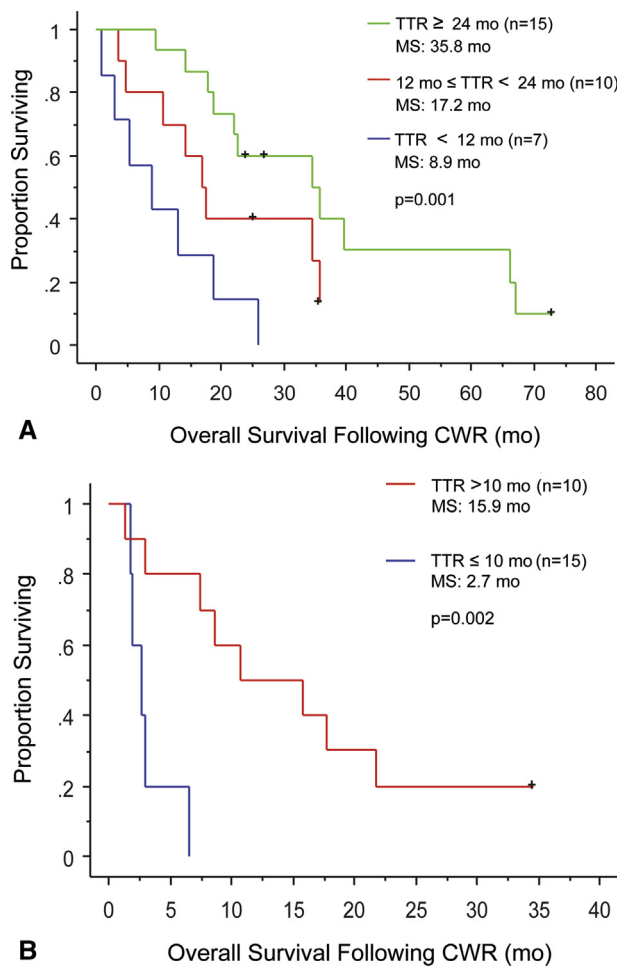 TTR ≥ 24 mo (n=15)
MS: 35.8 mo
12 mo ≤ TTR < 24 mo (n=10)
MS: 17.2 mo
TTR < 12 mo (n=7)
MS: 8.9 mo
p=0.001
Proportion Surviving
1
.8
.6
.4
.2
0
0 10 20 30 40 50 60 70 80
A
Overall Survival Following CWR (mo)
TTR >10 mo (n=10)
MS: 15.9 mo
TTR ≤ 10 mo (n=15)
MS: 2.7 mo
p=0.002
Proportion Surviving
1
.8
.6
.4
.2
0
0 5 10 15 20 25 30 35 40
B
Overall Survival Following CWR (mo)